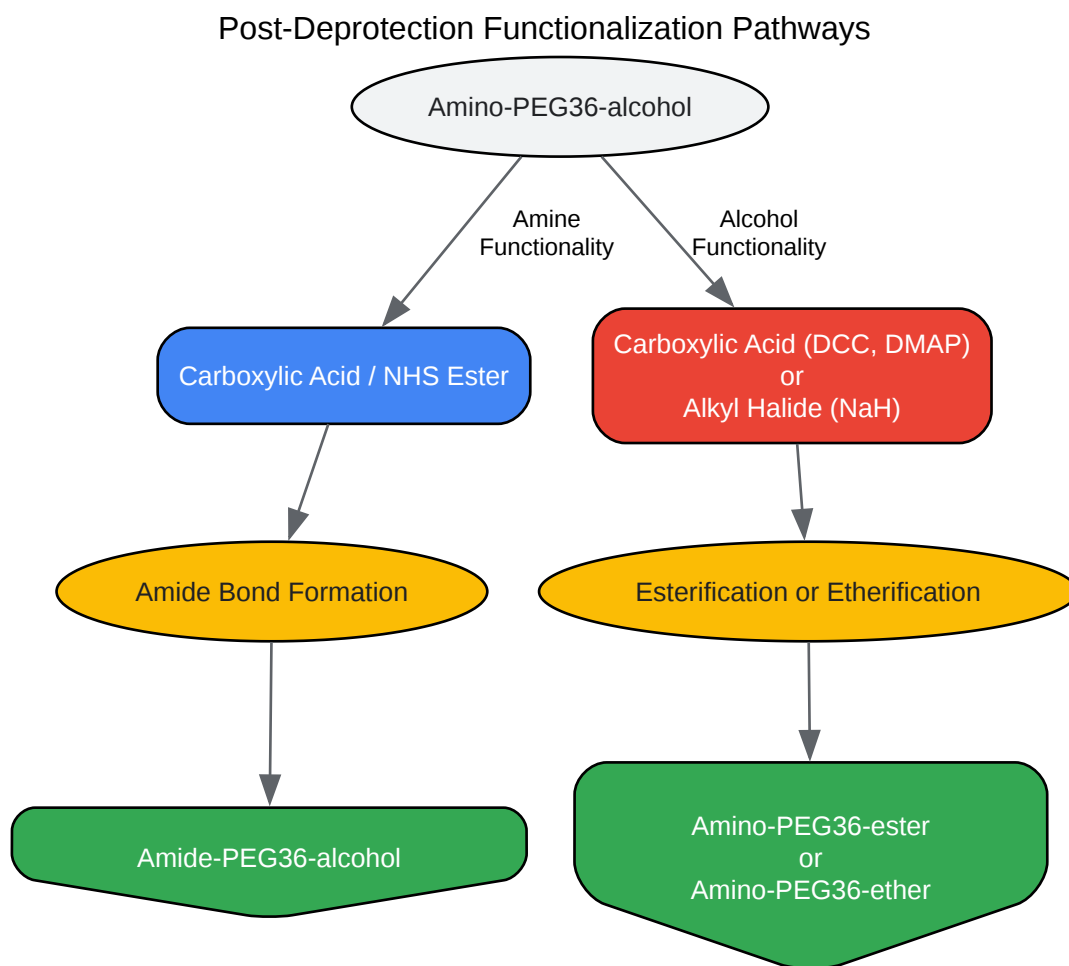 Post-Deprotection Functionalization Pathways
Amino-PEG36-alcohol
Amine
Functionality
Alcohol
Functionality
Carboxylic Acid / NHS Ester
Carboxylic Acid (DCC, DMAP)
or
Alkyl Halide (NaH)
Amide Bond Formation
Esterification or Etherification
Amide-PEG36-alcohol
Amino-PEG36-ester
or
Amino-PEG36-ether